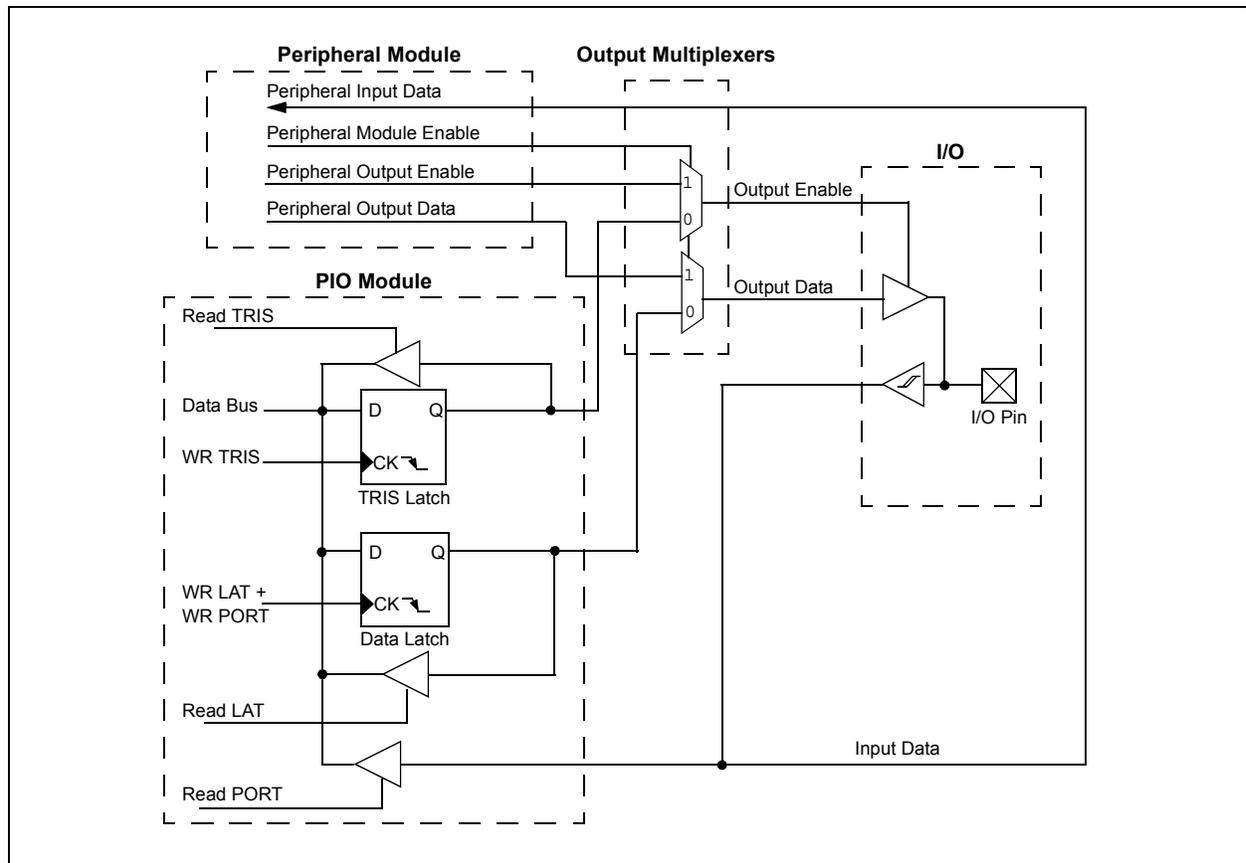 Peripheral Module
Output Multiplexers
Peripheral Input Data
Peripheral Module Enable
Peripheral Output Enable
Peripheral Output Data
1
0
Output Enable
1
0
Output Data
I/O
I/O Pin
PIO Module
Read TRIS
Data Bus
D
Q
WR TRIS
CK
TRIS Latch
D
Q
WR LAT +
WR PORT
CK
Data Latch
Read LAT
Input Data
Read PORT